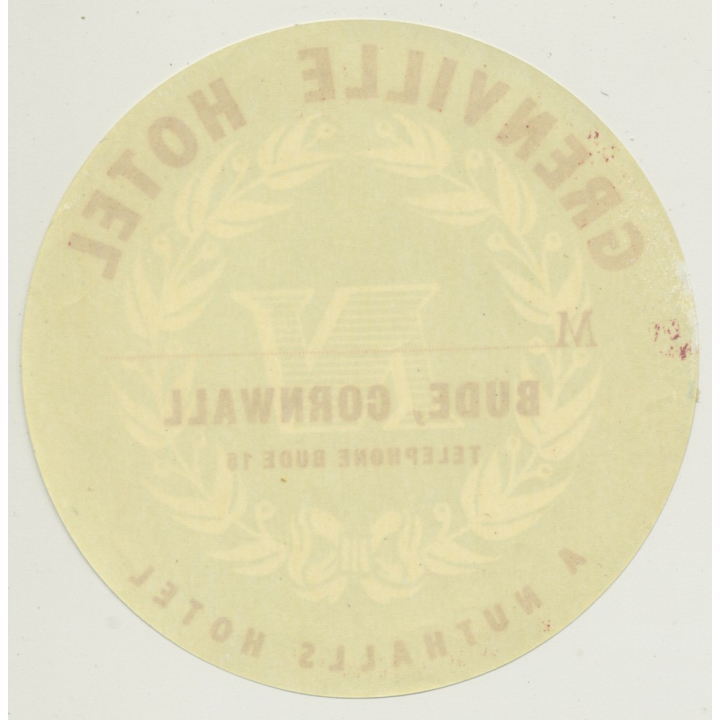 GRENVILLE HOTEL
N
M
BUDE, CORNWALL
TELEPHONE BUDE 15
A NUTHALLS HOTEL